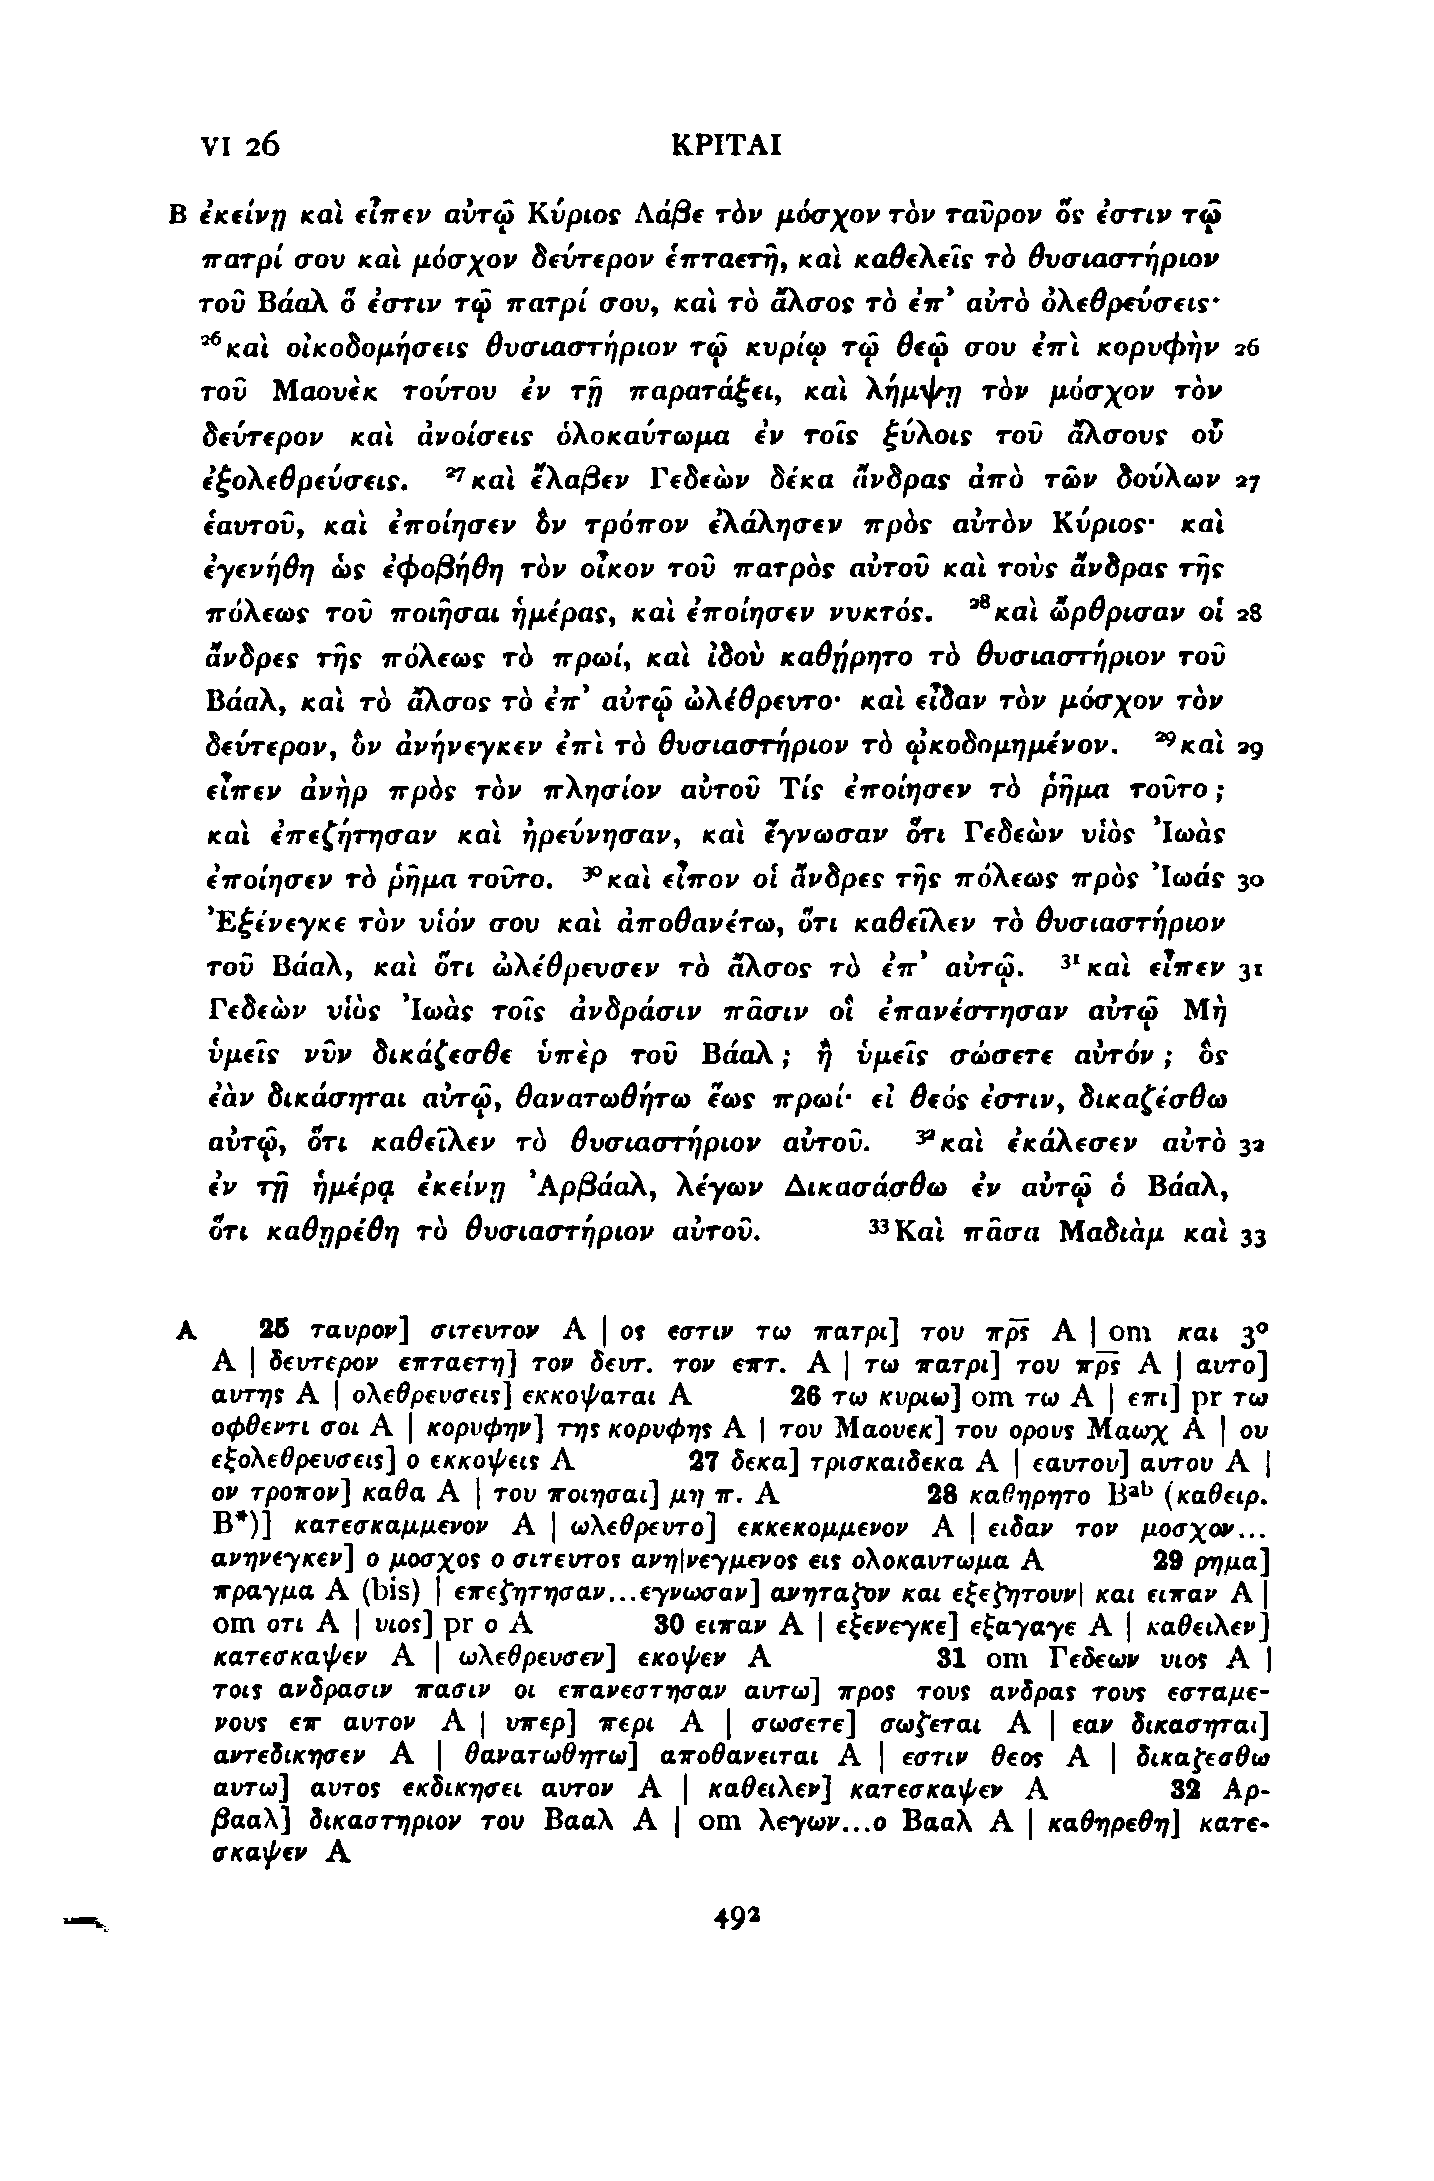 VI 26 ΚΡΙΤΑΙ
B ἐκείνῃ καὶ εἶπεν αὐτῷ Κύριος Λάβε τὸν μόσχον τὸν ταῦρον ὅς ἐστιν τῷ
πατρί σου καὶ μόσχον δεύτερον ἑπταετῆ, καὶ καθελεῖς τὸ θυσιαστήριον
τοῦ Βάαλ ὅ ἐστιν τῷ πατρί σου, καὶ τὸ ἄλσος τὸ ἐπ’ αὐτὸ ὀλεθρεύσεις·
²⁶καὶ οἰκοδομήσεις θυσιαστήριον τῷ κυρίῳ τῷ θεῷ σου ἐπὶ κορυφὴν 26
τοῦ Μαουὲκ τούτου ἐν τῇ παρατάξει, καὶ λήμψῃ τὸν μόσχον τὸν
δεύτερον καὶ ἀνοίσεις ὁλοκαύτωμα ἐν τοῖς ξύλοις τοῦ ἄλσους οὗ
ἐξολεθρεύσεις. ²⁷καὶ ἔλαβεν Γεδεὼν δέκα ἄνδρας ἀπὸ τῶν δούλων 27
ἑαυτοῦ, καὶ ἐποίησεν ὃν τρόπον ἐλάλησεν πρὸς αὐτὸν Κύριος· καὶ
ἐγενήθη ὡς ἐφοβήθη τὸν οἶκον τοῦ πατρὸς αὐτοῦ καὶ τοὺς ἄνδρας τῆς
πόλεως τοῦ ποιῆσαι ἡμέρας, καὶ ἐποίησεν νυκτός. ²⁸καὶ ὤρθρισαν οἱ 28
ἄνδρες τῆς πόλεως τὸ πρωί, καὶ ἰδοὺ καθῄρητο τὸ θυσιαστήριον τοῦ
Βάαλ, καὶ τὸ ἄλσος τὸ ἐπ’ αὐτῷ ὠλέθρευτο· καὶ εἶδαν τὸν μόσχον τὸν
δεύτερον, ὃν ἀνήνεγκεν ἐπὶ τὸ θυσιαστήριον τὸ ᾠκοδομημένον. ²⁹καὶ 29
εἶπεν ἀνὴρ πρὸς τὸν πλησίον αὐτοῦ Τίς ἐποίησεν τὸ ῥῆμα τοῦτο;
καὶ ἐπεζήτησαν καὶ ἠρεύνησαν, καὶ ἔγνωσαν ὅτι Γεδεὼν υἱὸς Ἰωὰς
ἐποίησεν τὸ ῥῆμα τοῦτο. ³⁰καὶ εἶπον οἱ ἄνδρες τῆς πόλεως πρὸς Ἰωάς 30
Ἐξένεγκε τὸν υἱόν σου καὶ ἀποθανέτω, ὅτι καθεῖλεν τὸ θυσιαστήριον
τοῦ Βάαλ, καὶ ὅτι ὠλέθρευσεν τὸ ἄλσος τὸ ἐπ’ αὐτῷ. ³¹καὶ εἶπεν 31
Γεδεὼν υἱὸς Ἰωὰς τοῖς ἀνδράσιν πᾶσιν οἳ ἐπανέστησαν αὐτῷ Μὴ
ὑμεῖς νῦν δικάζεσθε ὑπὲρ τοῦ Βάαλ; ἢ ὑμεῖς σώσετε αὐτόν; ὃς
ἐὰν δικάσηται αὐτῷ, θανατωθήτω ἕως πρωί· εἰ θεός ἐστιν, δικαζέσθω
αὐτῷ, ὅτι καθεῖλεν τὸ θυσιαστήριον αὐτοῦ. ³²καὶ ἐκάλεσεν αὐτὸ 32
ἐν τῇ ἡμέρᾳ ἐκείνῃ Ἀρβάαλ, λέγων Δικασάσθω ἐν αὐτῷ ὁ Βάαλ,
ὅτι καθῃρέθη τὸ θυσιαστήριον αὐτοῦ. ³³Καὶ πᾶσα Μαδιὰμ καὶ 33
A 25 ταυρον] σιτευτον A | ος εστιν τω πατρι] του πρ̅ς̅ A | om και 3°
A | δευτερον επταετη] τον δευτ. τον επτ. A | τω πατρι] του πρ̅ς̅ A | αυτο]
αυτης A | ολεθρευσεις] εκκοψαται A 26 τω κυριω] om τω A | επι] pr τω
οφθεντι σοι A | κορυφην] της κορυφης A | του Μαουεκ] του ορους Μαωχ A | ου
εξολεθρευσεις] ο εκκοψεις A 27 δεκα] τρισκαιδεκα A | εαυτου] αυτου A |
ον τροπον] καθα A | του ποιησαι] μη π. A 28 καθηρητο Bᵃᵇ (καθειρ.
B*)] κατεσκαμμενον A | ωλεθρευτο] εκκεκομμενον A | ειδαν τον μοσχον...
ανηνεγκεν] ο μοσχος ο σιτευτος ανη|νεγμενος εις ολοκαυτωμα A 29 ρημα]
πραγμα A (bis) | επεζητησαν...εγνωσαν] ανηταζον και εξεζητουν| και ειπαν A |
om οτι A | υιος] pr ο A 30 ειπαν A | εξενεγκε] εξαγαγε A | καθειλεν]
κατεσκαψεν A | ωλεθρευσεν] εκοψεν A 31 om Γεδεων υιος A |
τοις ανδρασιν πασιν οι επανεστησαν αυτω] προς τους ανδρας τους εσταμε-
νους επ αυτον A | υπερ] περι A | σωσετε] σωζεται A | εαν δικασηται]
αντεδικησεν A | θανατωθητω] αποθανειται A | εστιν θεος A | δικαζεσθω
αυτω] αυτος εκδικησει αυτον A | καθειλεν] κατεσκαψεν A 32 Αρ-
βααλ] δικαστηριον του Βααλ A | om λεγων...ο Βααλ A | καθηρεθη] κατε-
σκαψεν A
492